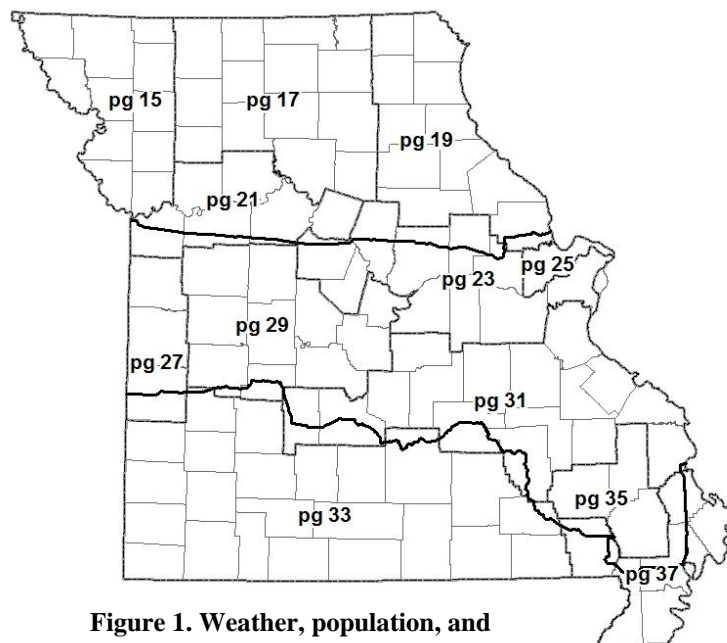 pg 15
pg 17
pg 19
pg 21
pg 23
pg 25
pg 27
pg 29
pg 31
pg 33
pg 35
pg 37
Figure 1. Weather, population, and